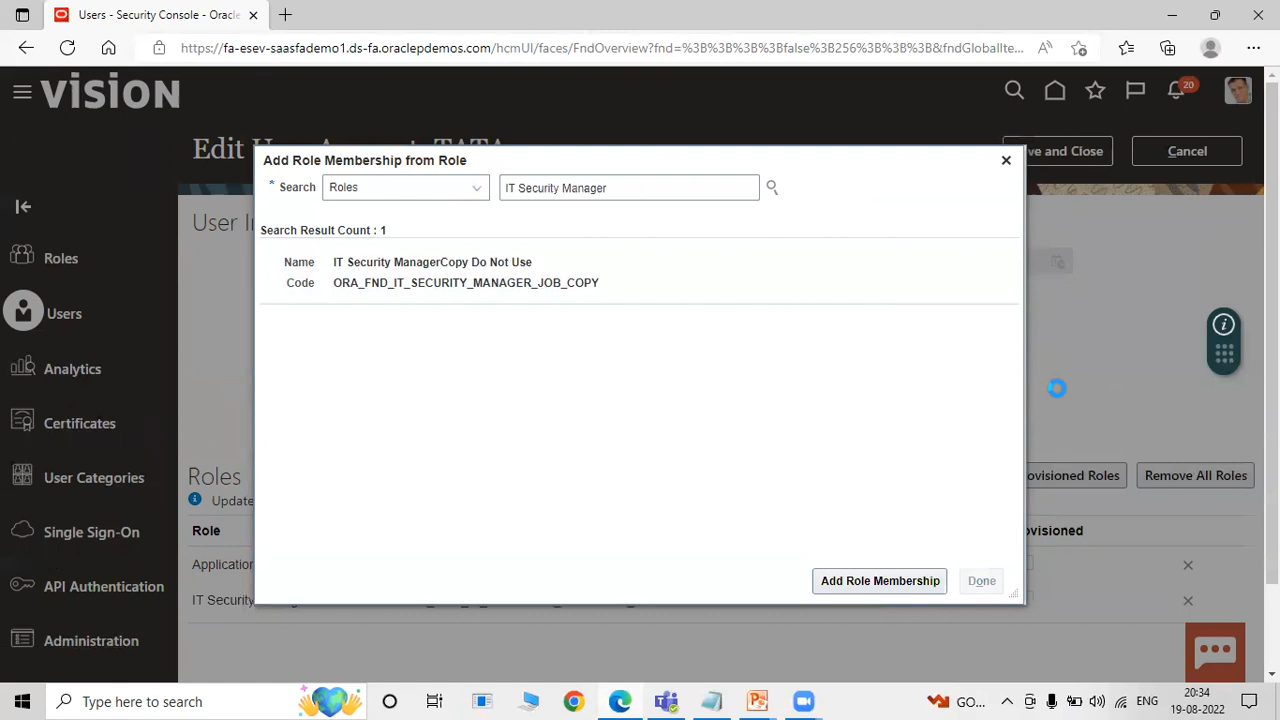 Users - Security Console - Oracle
https://fa-esev-saasfademo1.ds-fa.oraclepdemos.com/hcmUI/faces/FndOverview?fnd=%3B%3B%3B%3Bfalse%3B256%3B%3B%3B&fndGlobalIte...
vision
20
Edit U
TATA
ve and Close
Cancel
Add Role Membership from Role
* Search
Roles
IT Security Manager
Search Result Count : 1
Name IT Security ManagerCopy Do Not Use
Code ORA_FND_IT_SECURITY_MANAGER_JOB_COPY
Add Role Membership
Done
User In
Roles
Users
Analytics
Certificates
User Categories
Single Sign-On
API Authentication
Administration
Roles
ovisioned Roles
Remove All Roles
Update
Role
ovisioned
Application
IT Security
Type here to search
GO...
ENG
20:34
19-08-2022